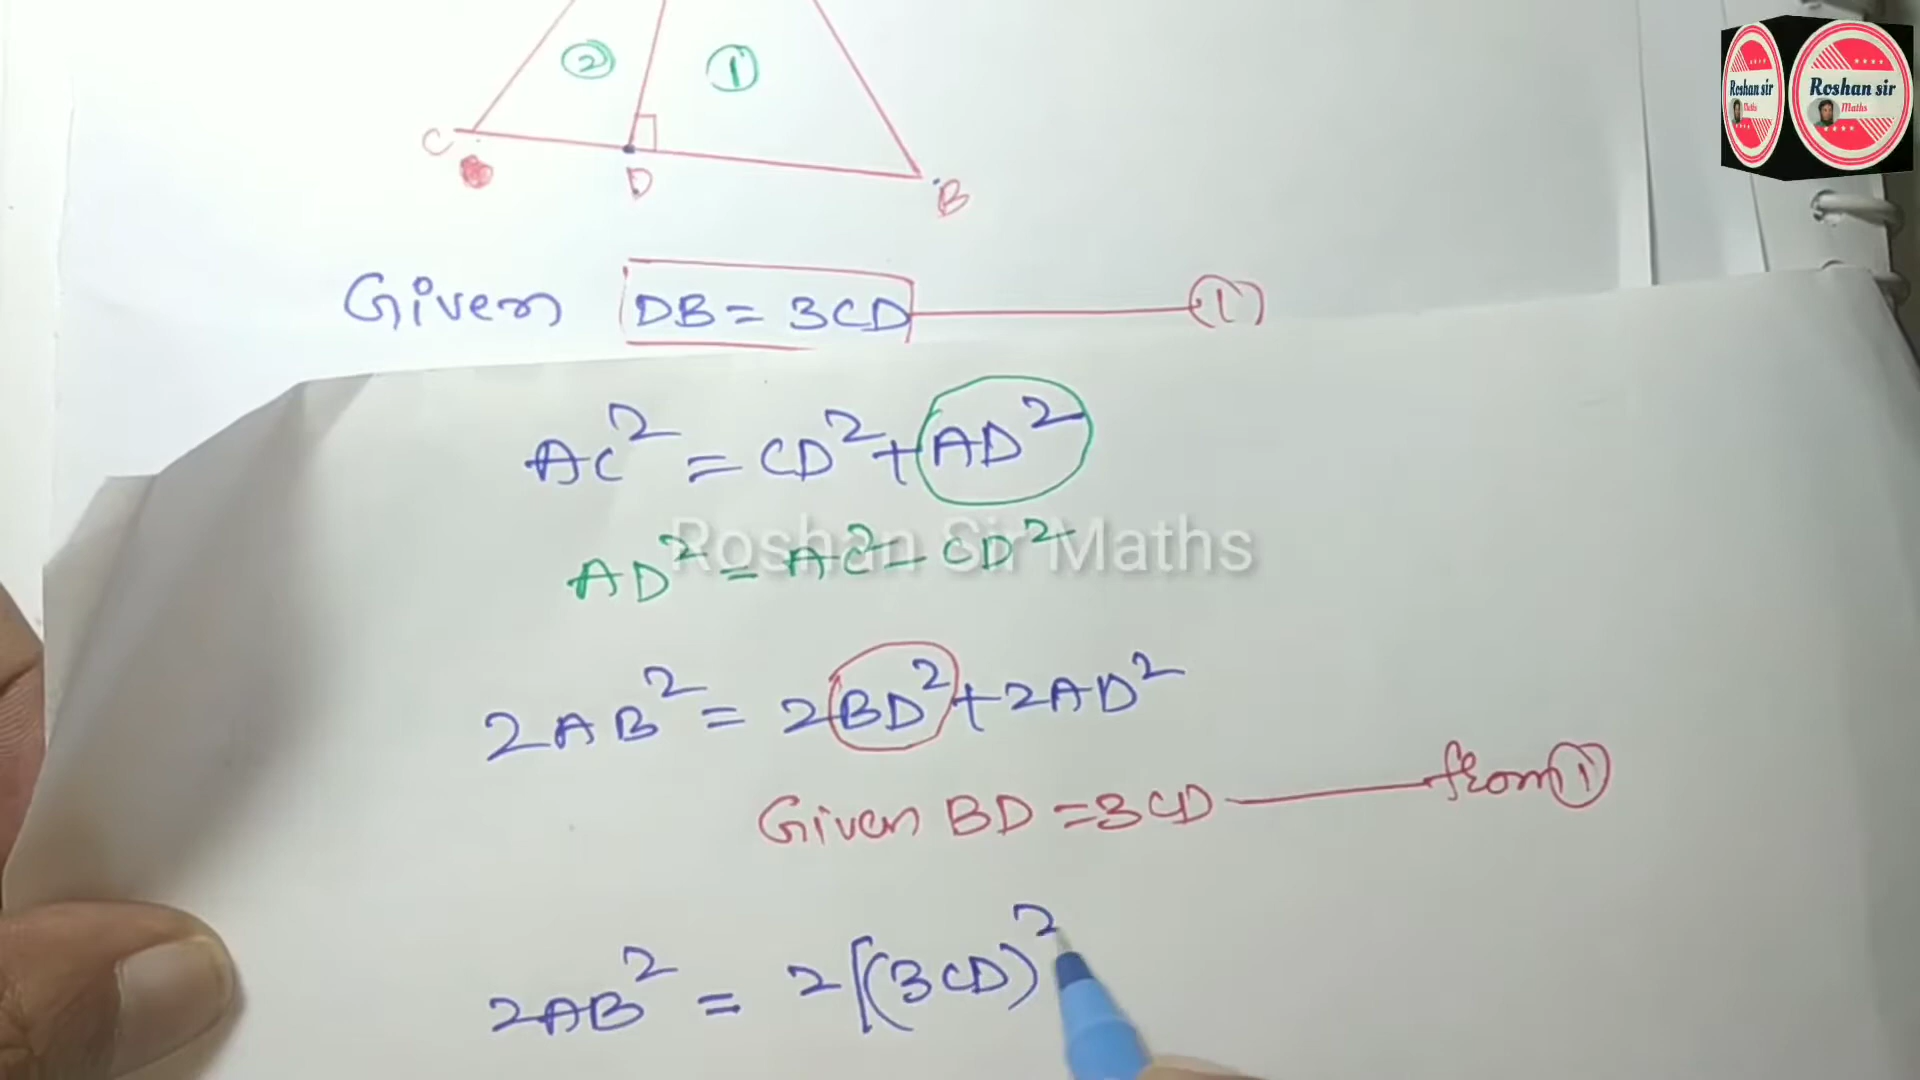 Roshan sir
Maths
Roshan sir
Maths
② ①
C
D
B
Given DB = 3CD ①
AC² = CD² + AD²
Roshan Sir Maths
AD² = AC² - CD²
2AB² = 2BD² + 2AD²
Given BD = 3CD from ①
2AB² = 2[(3CD)²